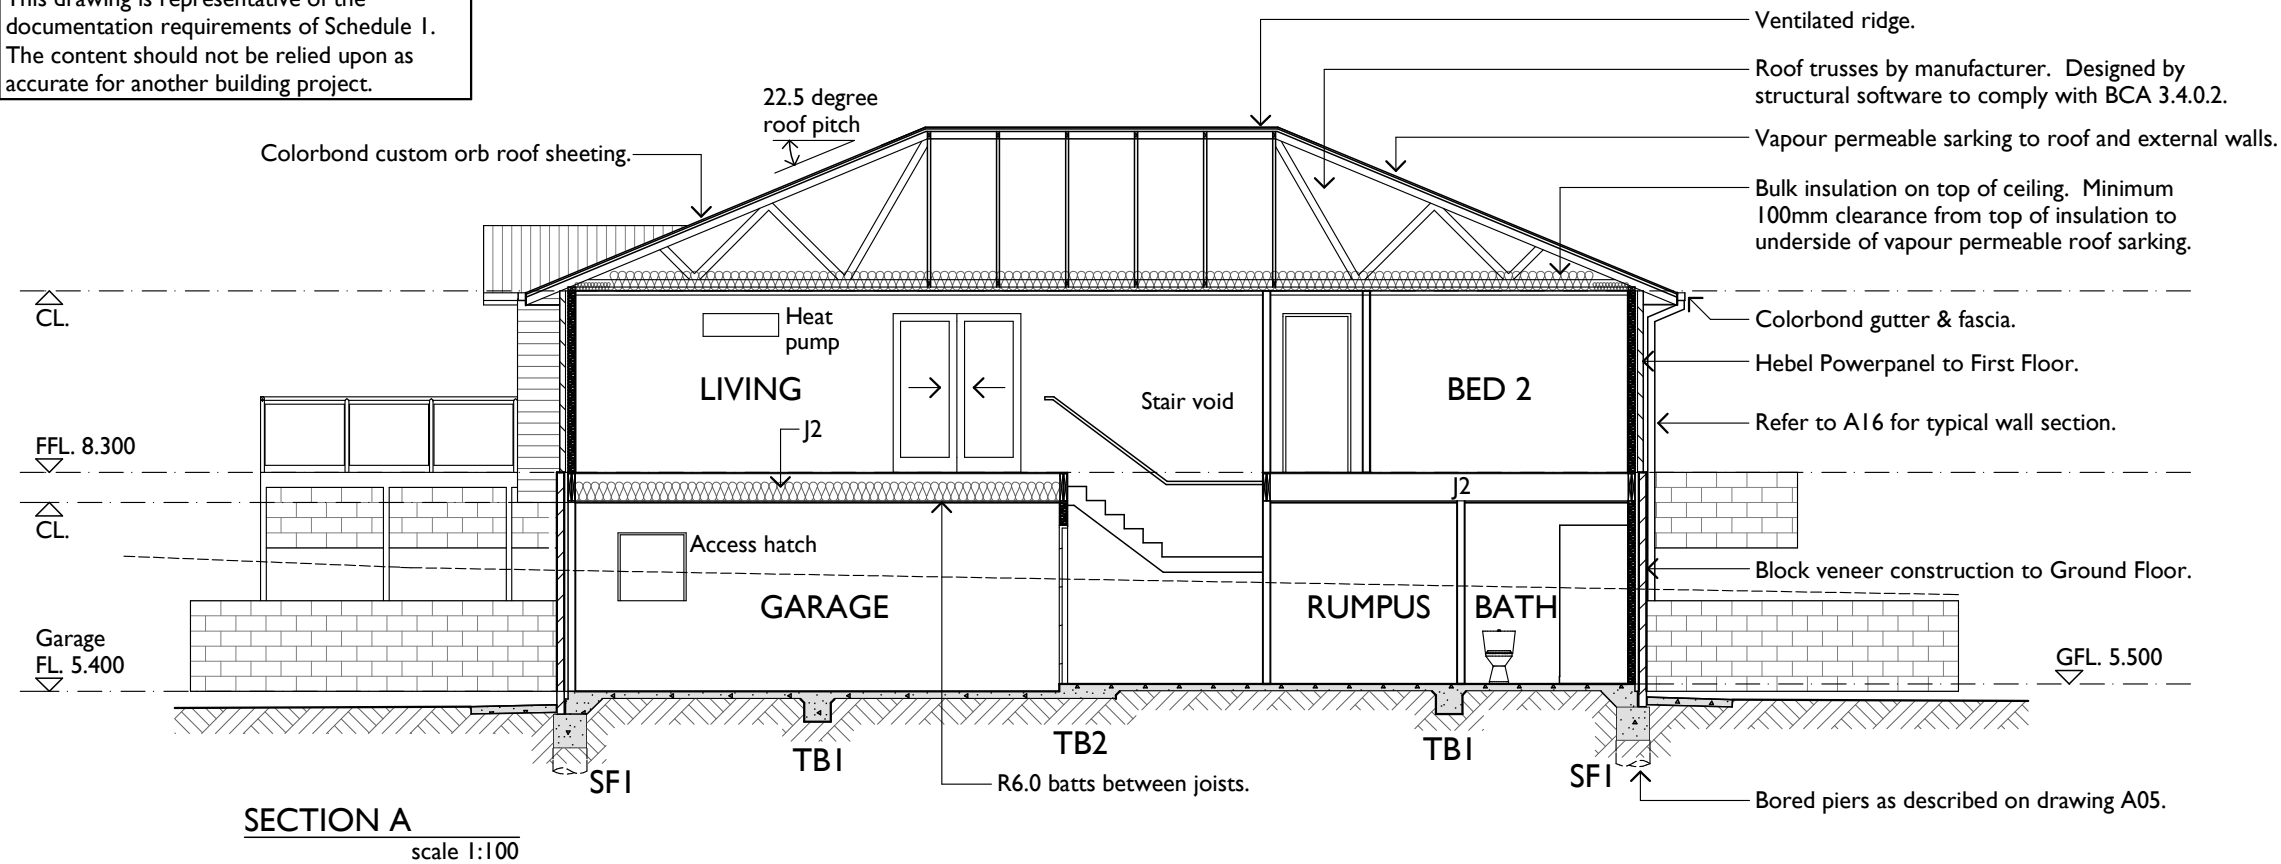 This drawing is representative of the
documentation requirements of Schedule 1.
The content should not be relied upon as
accurate for another building project.
22.5 degree
roof pitch
Colorbond custom orb roof sheeting.
Ventilated ridge.
Roof trusses by manufacturer. Designed by
structural software to comply with BCA 3.4.0.2.
Vapour permeable sarking to roof and external walls.
Bulk insulation on top of ceiling. Minimum
100mm clearance from top of insulation to
underside of vapour permeable roof sarking.
CL.
Heat
pump
Colorbond gutter & fascia.
Hebel Powerpanel to First Floor.
LIVING
Stair void
BED 2
Refer to A16 for typical wall section.
J2
FFL. 8.300
J2
CL.
Access hatch
Block veneer construction to Ground Floor.
GARAGE
RUMPUS
BATH
Garage
FL. 5.400
GFL. 5.500
SF1
TB1
TB2
TB1
SF1
R6.0 batts between joists.
Bored piers as described on drawing A05.
SECTION A
scale 1:100